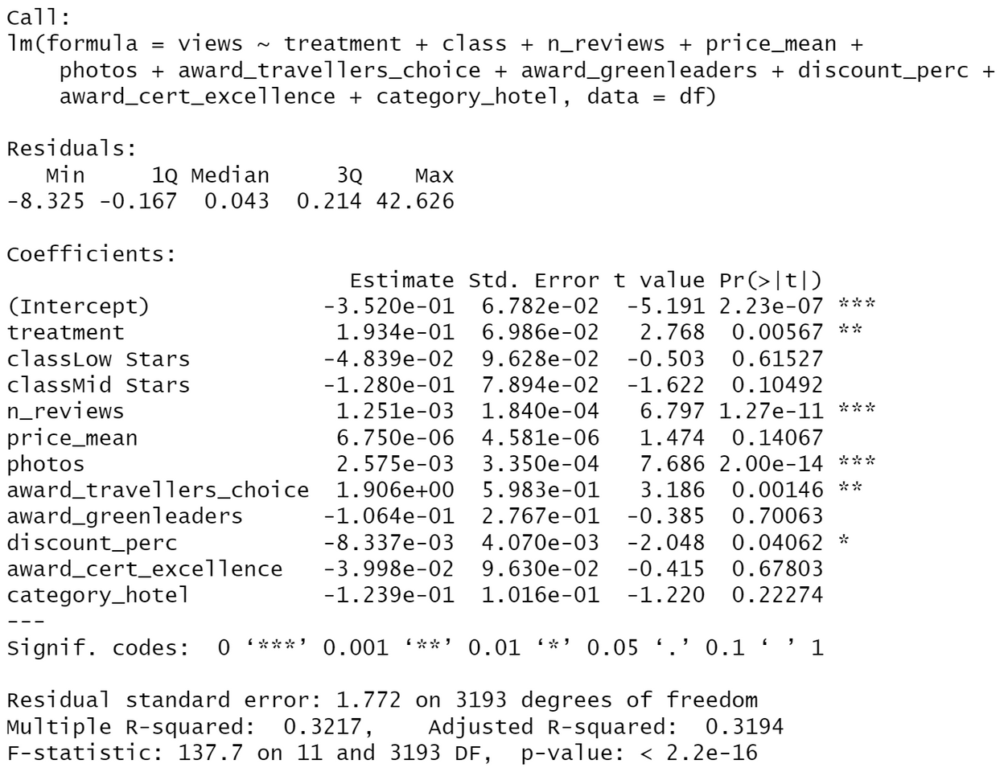 Call:
lm(formula = views ~ treatment + class + n_reviews + price_mean +
    photos + award_travellers_choice + award_greenleaders + discount_perc +
    award_cert_excellence + category_hotel, data = df)

Residuals:
   Min     1Q Median     3Q    Max
-8.325 -0.167  0.043  0.214 42.626

Coefficients:
                          Estimate Std. Error t value Pr(>|t|)
(Intercept)             -3.520e-01  6.782e-02  -5.191 2.23e-07 ***
treatment                1.934e-01  6.986e-02   2.768  0.00567 **
classLow Stars          -4.839e-02  9.628e-02  -0.503  0.61527
classMid Stars          -1.280e-01  7.894e-02  -1.622  0.10492
n_reviews                1.251e-03  1.840e-04   6.797 1.27e-11 ***
price_mean               6.750e-06  4.581e-06   1.474  0.14067
photos                   2.575e-03  3.350e-04   7.686 2.00e-14 ***
award_travellers_choice  1.906e+00  5.983e-01   3.186  0.00146 **
award_greenleaders      -1.064e-01  2.767e-01  -0.385  0.70063
discount_perc           -8.337e-03  4.070e-03  -2.048  0.04062 *
award_cert_excellence   -3.998e-02  9.630e-02  -0.415  0.67803
category_hotel          -1.239e-01  1.016e-01  -1.220  0.22274
---
Signif. codes:  0 ‘***’ 0.001 ‘**’ 0.01 ‘*’ 0.05 ‘.’ 0.1 ‘ ’ 1

Residual standard error: 1.772 on 3193 degrees of freedom
Multiple R-squared:  0.3217,    Adjusted R-squared:  0.3194
F-statistic: 137.7 on 11 and 3193 DF,  p-value: < 2.2e-16